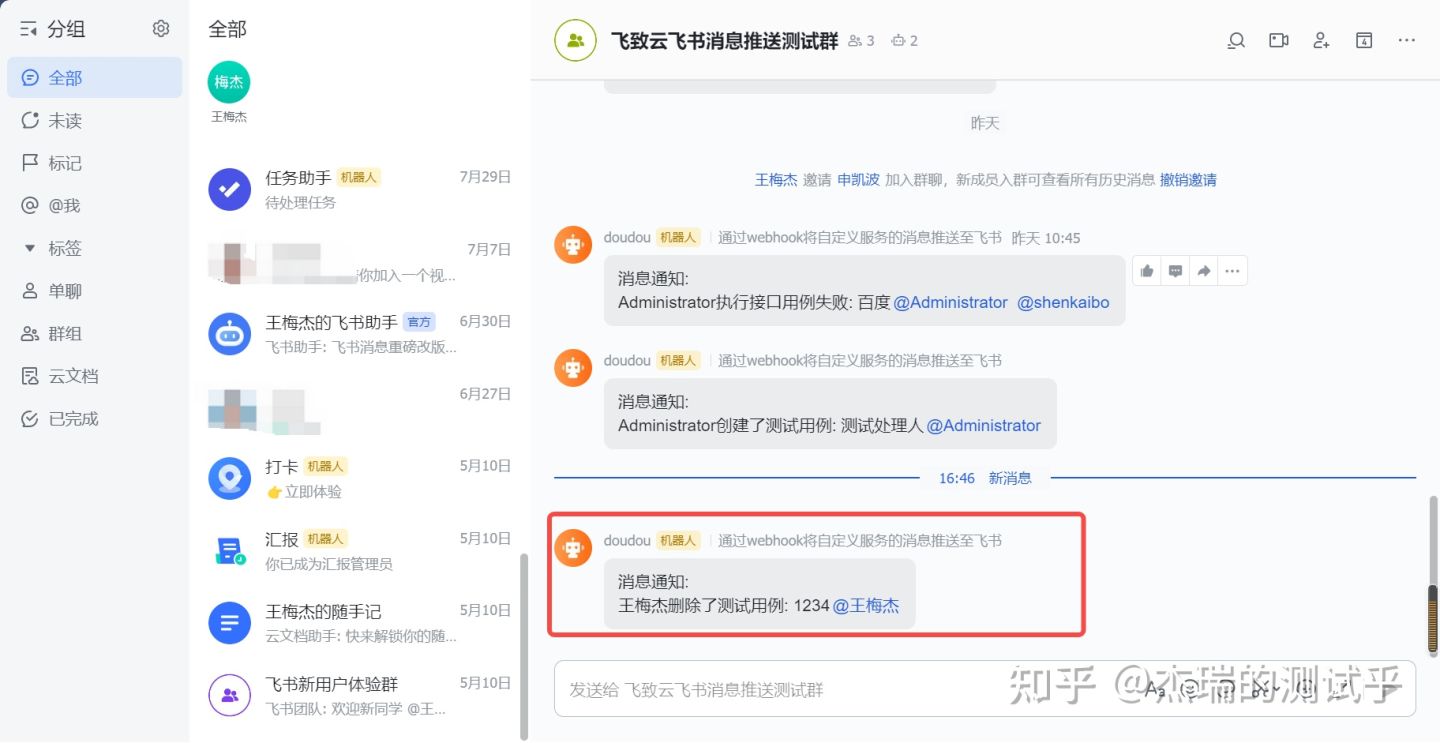 分组
全部
未读
标记
@我
标签
单聊
群组
云文档
已完成
全部
梅杰
王梅杰
任务助手 机器人 7月29日
待处理任务
7月7日
你加入一个视...
王梅杰的飞书助手 官方 6月30日
飞书助手: 飞书消息重磅改版...
6月27日
打卡 机器人 5月10日
👉立即体验
汇报 机器人 5月10日
你已成为汇报管理员
王梅杰的随手记 5月10日
云文档助手: 快来解锁你的随...
飞书新用户体验群 5月10日
飞书团队: 欢迎新同学 @王...
飞致云飞书消息推送测试群 3 2
4
昨天
王梅杰 邀请 申凯波 加入群聊，新成员入群可查看所有历史消息 撤销邀请
doudou 机器人 通过webhook将自定义服务的消息推送至飞书 昨天 10:45
消息通知:
Administrator执行接口用例失败: 百度 @Administrator @shenkaibo
doudou 机器人 通过webhook将自定义服务的消息推送至飞书
消息通知:
Administrator创建了测试用例: 测试处理人 @Administrator
16:46 新消息
doudou 机器人 通过webhook将自定义服务的消息推送至飞书
消息通知:
王梅杰删除了测试用例: 1234 @王梅杰
发送给 飞致云飞书消息推送测试群
Aa
知乎 @杰瑞的测试乎